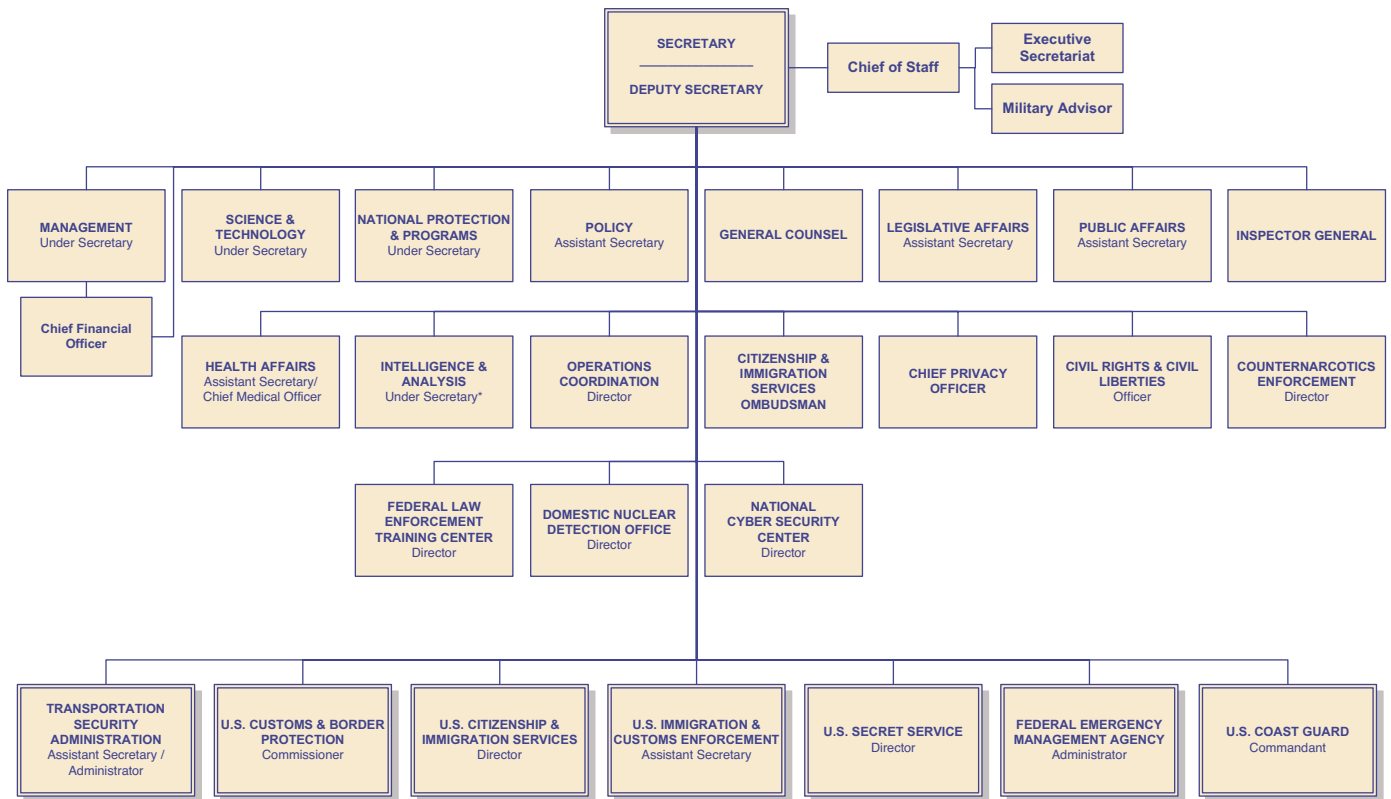 SECRETARY
DEPUTY SECRETARY
Chief of Staff
Executive
Secretariat
Military Advisor
MANAGEMENT
Under Secretary
SCIENCE &
TECHNOLOGY
Under Secretary
NATIONAL PROTECTION
& PROGRAMS
Under Secretary
POLICY
Assistant Secretary
GENERAL COUNSEL
LEGISLATIVE AFFAIRS
Assistant Secretary
PUBLIC AFFAIRS
Assistant Secretary
INSPECTOR GENERAL
Chief Financial
Officer
HEALTH AFFAIRS
Assistant Secretary/
Chief Medical Officer
INTELLIGENCE &
ANALYSIS
Under Secretary*
OPERATIONS
COORDINATION
Director
CITIZENSHIP &
IMMIGRATION
SERVICES
OMBUDSMAN
CHIEF PRIVACY
OFFICER
CIVIL RIGHTS & CIVIL
LIBERTIES
Officer
COUNTERNARCOTICS
ENFORCEMENT
Director
FEDERAL LAW
ENFORCEMENT
TRAINING CENTER
Director
DOMESTIC NUCLEAR
DETECTION OFFICE
Director
NATIONAL
CYBER SECURITY
CENTER
Director
TRANSPORTATION
SECURITY
ADMINISTRATION
Assistant Secretary /
Administrator
U.S. CUSTOMS & BORDER
PROTECTION
Commissioner
U.S. CITIZENSHIP &
IMMIGRATION SERVICES
Director
U.S. IMMIGRATION &
CUSTOMS ENFORCEMENT
Assistant Secretary
U.S. SECRET SERVICE
Director
FEDERAL EMERGENCY
MANAGEMENT AGENCY
Administrator
U.S. COAST GUARD
Commandant